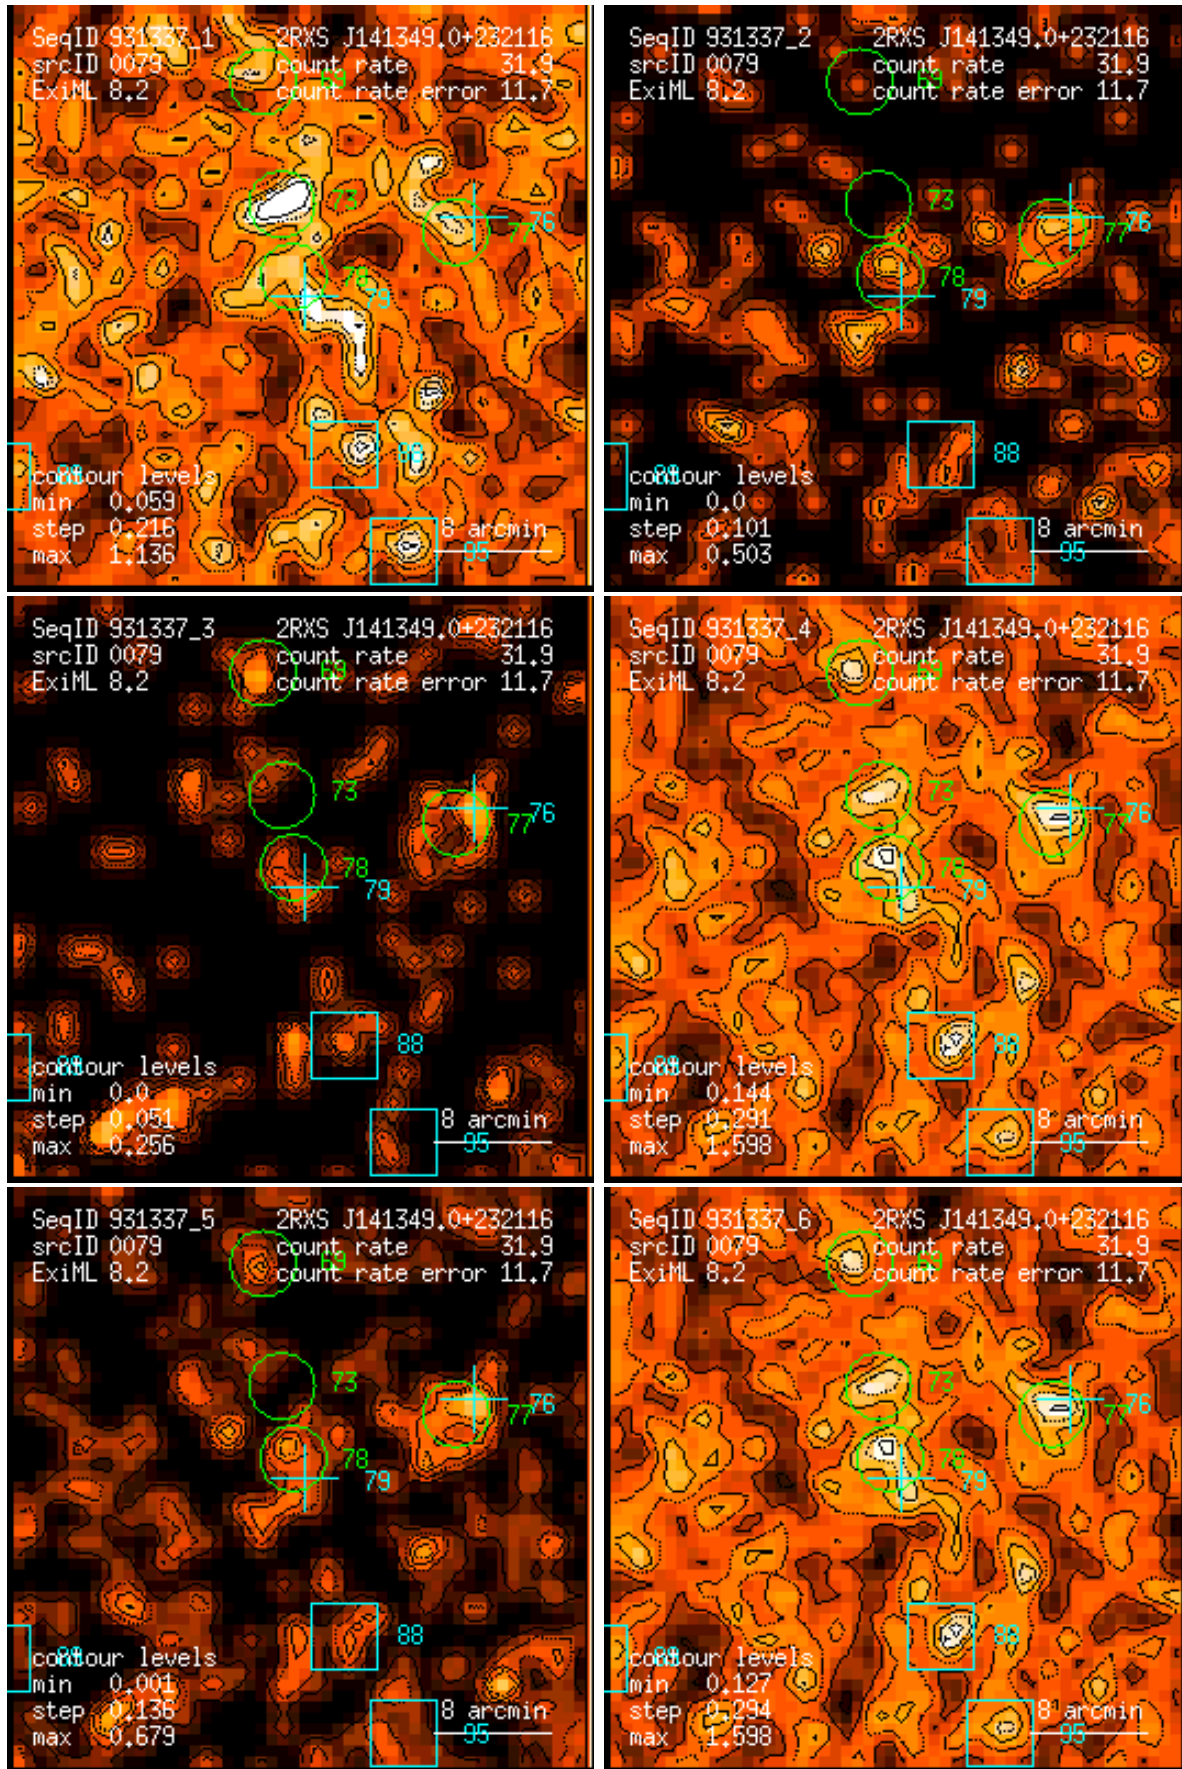 SeqID 931337_1 2RXS J141349.0+232116
srcID 0079 count rate 31.9
ExiML 8.2 count rate error 11.7
69
73
76
77
78
79
88
contour levels
min 0.059
step 0.216 8 arcmin
max 1.136 95
SeqID 931337_2 2RXS J141349.0+232116
srcID 0079 count rate 31.9
ExiML 8.2 count rate error 11.7
69
73
76
77
78
79
88
contour levels
min 0.0
step 0.101 8 arcmin
max 0.503 95
SeqID 931337_3 2RXS J141349.0+232116
srcID 0079 count rate 31.9
ExiML 8.2 count rate error 11.7
69
73
76
77
78
79
88
contour levels
min 0.0
step 0.051 8 arcmin
max 0.256 95
SeqID 931337_4 2RXS J141349.0+232116
srcID 0079 count rate 31.9
ExiML 8.2 count rate error 11.7
69
73
76
77
78
79
88
contour levels
min 0.144
step 0.291 8 arcmin
max 1.598 95
SeqID 931337_5 2RXS J141349.0+232116
srcID 0079 count rate 31.9
ExiML 8.2 count rate error 11.7
69
73
76
77
78
79
88
contour levels
min 0.001
step 0.136 8 arcmin
max 0.679 95
SeqID 931337_6 2RXS J141349.0+232116
srcID 0079 count rate 31.9
ExiML 8.2 count rate error 11.7
69
73
76
77
78
79
88
contour levels
min 0.127
step 0.294 8 arcmin
max 1.598 95